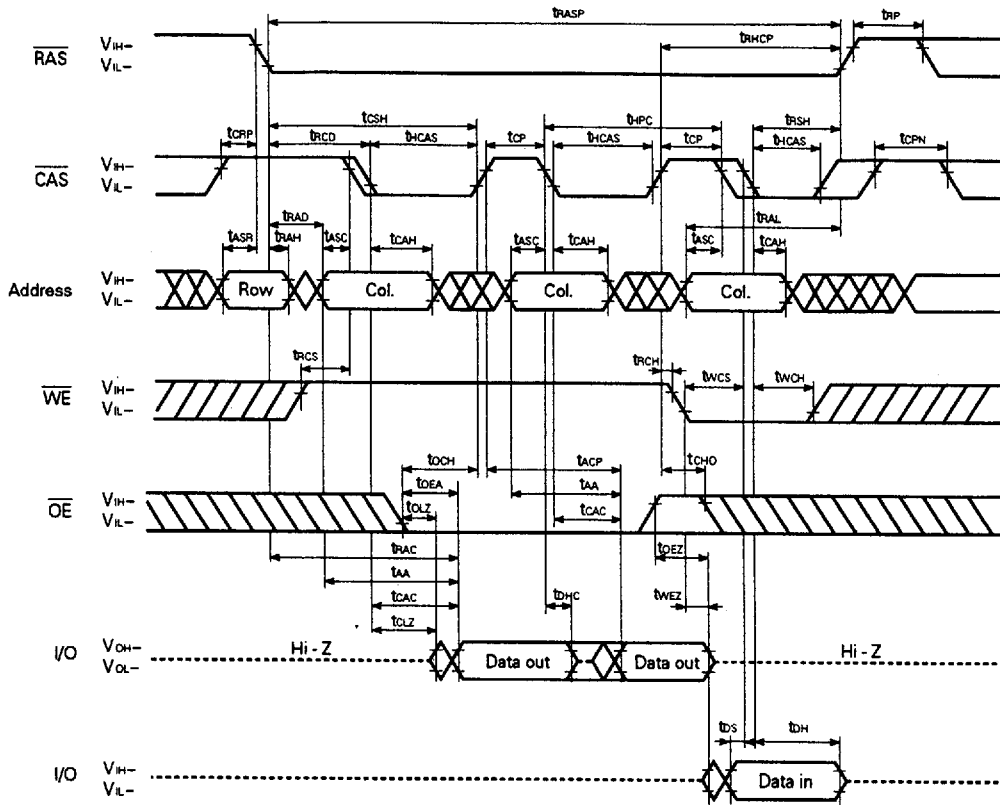 tRASP
tRP
tRHCP
RAS VIH– VIL–
tCSH
tHPC
tRSH
tCRP tRCD tHCAS tCP tHCAS tCP tHCAS tCPN
CAS VIH– VIL–
tRAD tRAL
tASR tRAH tASC tCAH tASC tCAH tASC tCAH
Address VIH– VIL– Row Col. Col. Col.
tRCS tRCH tWCS tWCH
WE VIH– VIL–
tOCH tACP tCHO
tOEA tAA
OE VIH– VIL– tOLZ tCAC
tRAC tOEZ
tAA
tCAC tDHC tWEZ
tCLZ
I/O VOH– VOL– Hi - Z Data out Data out Hi - Z
tDS tDH
I/O VIH– VIL– Data in